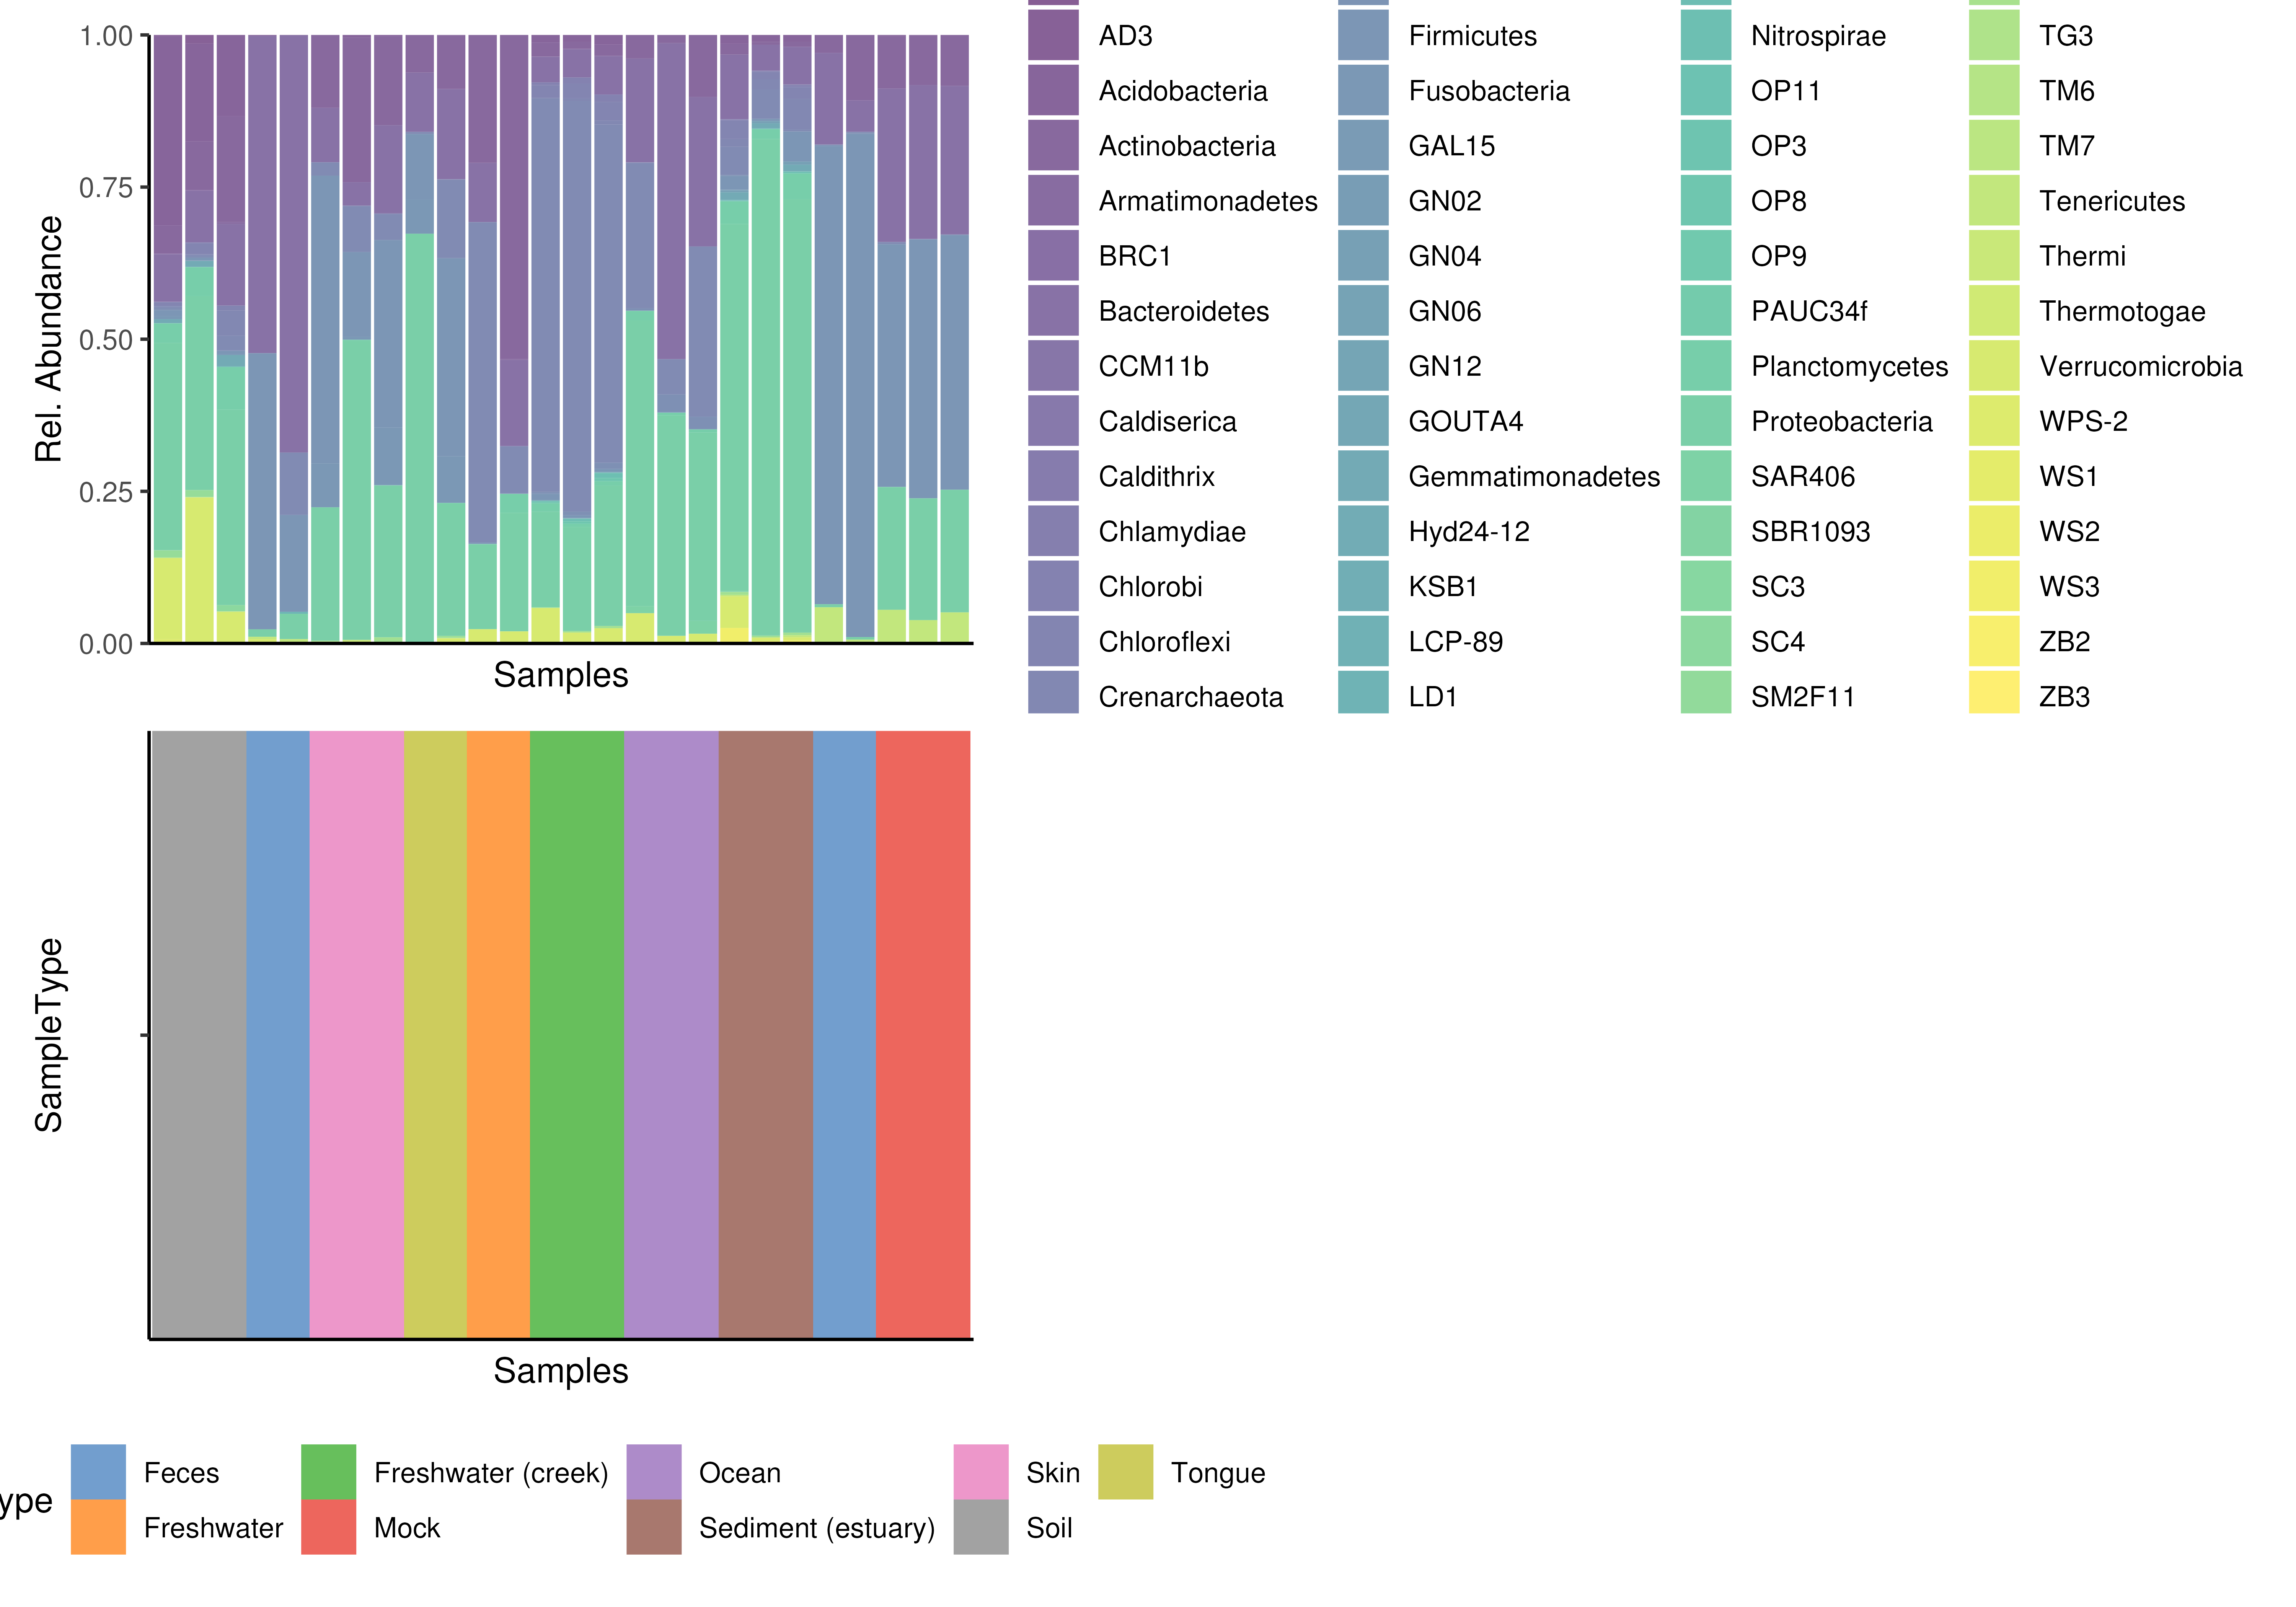 1.00
0.75
0.50
0.25
0.00
Rel. Abundance
Samples
AD3
Acidobacteria
Actinobacteria
Armatimonadetes
BRC1
Bacteroidetes
CCM11b
Caldiserica
Caldithrix
Chlamydiae
Chlorobi
Chloroflexi
Crenarchaeota
Firmicutes
Fusobacteria
GAL15
GN02
GN04
GN06
GN12
GOUTA4
Gemmatimonadetes
Hyd24-12
KSB1
LCP-89
LD1
Nitrospirae
OP11
OP3
OP8
OP9
PAUC34f
Planctomycetes
Proteobacteria
SAR406
SBR1093
SC3
SC4
SM2F11
TG3
TM6
TM7
Tenericutes
Thermi
Thermotogae
Verrucomicrobia
WPS-2
WS1
WS2
WS3
ZB2
ZB3
SampleType
Samples
ype
Feces
Freshwater
Freshwater (creek)
Mock
Ocean
Sediment (estuary)
Skin
Soil
Tongue